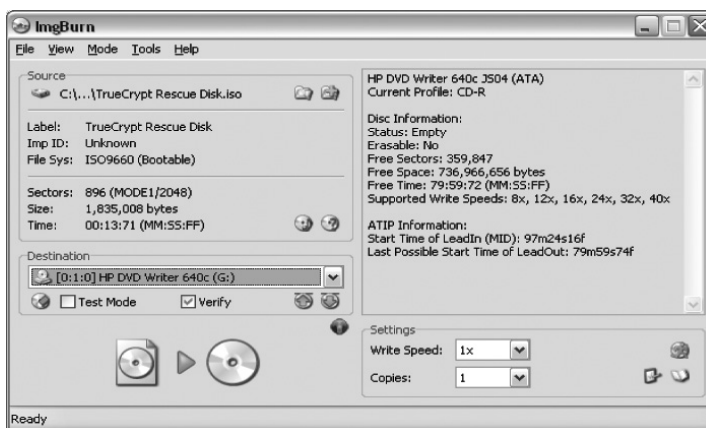 ImgBurn
File View Mode Tools Help
Source
C:\...\TrueCrypt Rescue Disk.iso
Label: TrueCrypt Rescue Disk
Imp ID: Unknown
File Sys: ISO9660 (Bootable)
Sectors: 896 (MODE1/2048)
Size: 1,835,008 bytes
Time: 00:13:71 (MM:SS:FF)
Destination
[0:1:0] HP DVD Writer 640c (G:)
Test Mode Verify
HP DVD Writer 640c JS04 (ATA)
Current Profile: CD-R
Disc Information:
Status: Empty
Erasable: No
Free Sectors: 359,847
Free Space: 736,966,656 bytes
Free Time: 79:59:72 (MM:SS:FF)
Supported Write Speeds: 8x, 12x, 16x, 24x, 32x, 40x
ATIP Information:
Start Time of LeadIn (MID): 97m24s16f
Last Possible Start Time of LeadOut: 79m59s74f
Settings
Write Speed: 1x
Copies: 1
Ready